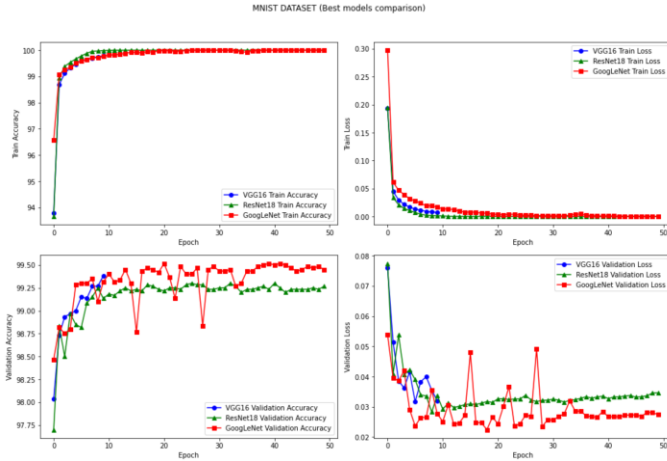 MNIST DATASET (Best models comparison)
100
99
98
97
96
95
94
Train Accuracy
VGG16 Train Accuracy
ResNet18 Train Accuracy
GoogLeNet Train Accuracy
0 10 20 30 40 50
Epoch
0.30
0.25
0.20
0.15
0.10
0.05
0.00
Train Loss
VGG16 Train Loss
ResNet18 Train Loss
GoogLeNet Train Loss
0 10 20 30 40 50
Epoch
99.50
99.25
99.00
98.75
98.50
98.25
98.00
97.75
Validation Accuracy
VGG16 Validation Accuracy
ResNet18 Validation Accuracy
GoogLeNet Validation Accuracy
0 10 20 30 40 50
Epoch
0.08
0.07
0.06
0.05
0.04
0.03
0.02
Validation Loss
VGG16 Validation Loss
ResNet18 Validation Loss
GoogLeNet Validation Loss
0 10 20 30 40 50
Epoch